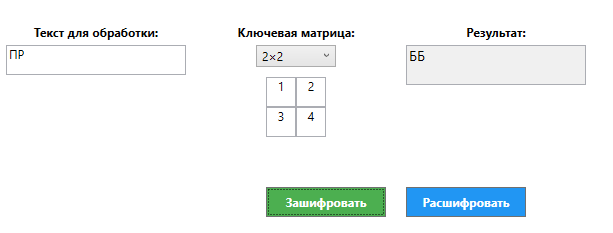 Текст для обработки:
Ключевая матрица:
Результат:
ПР
2×2
ББ
1 2
3 4
Зашифровать
Расшифровать